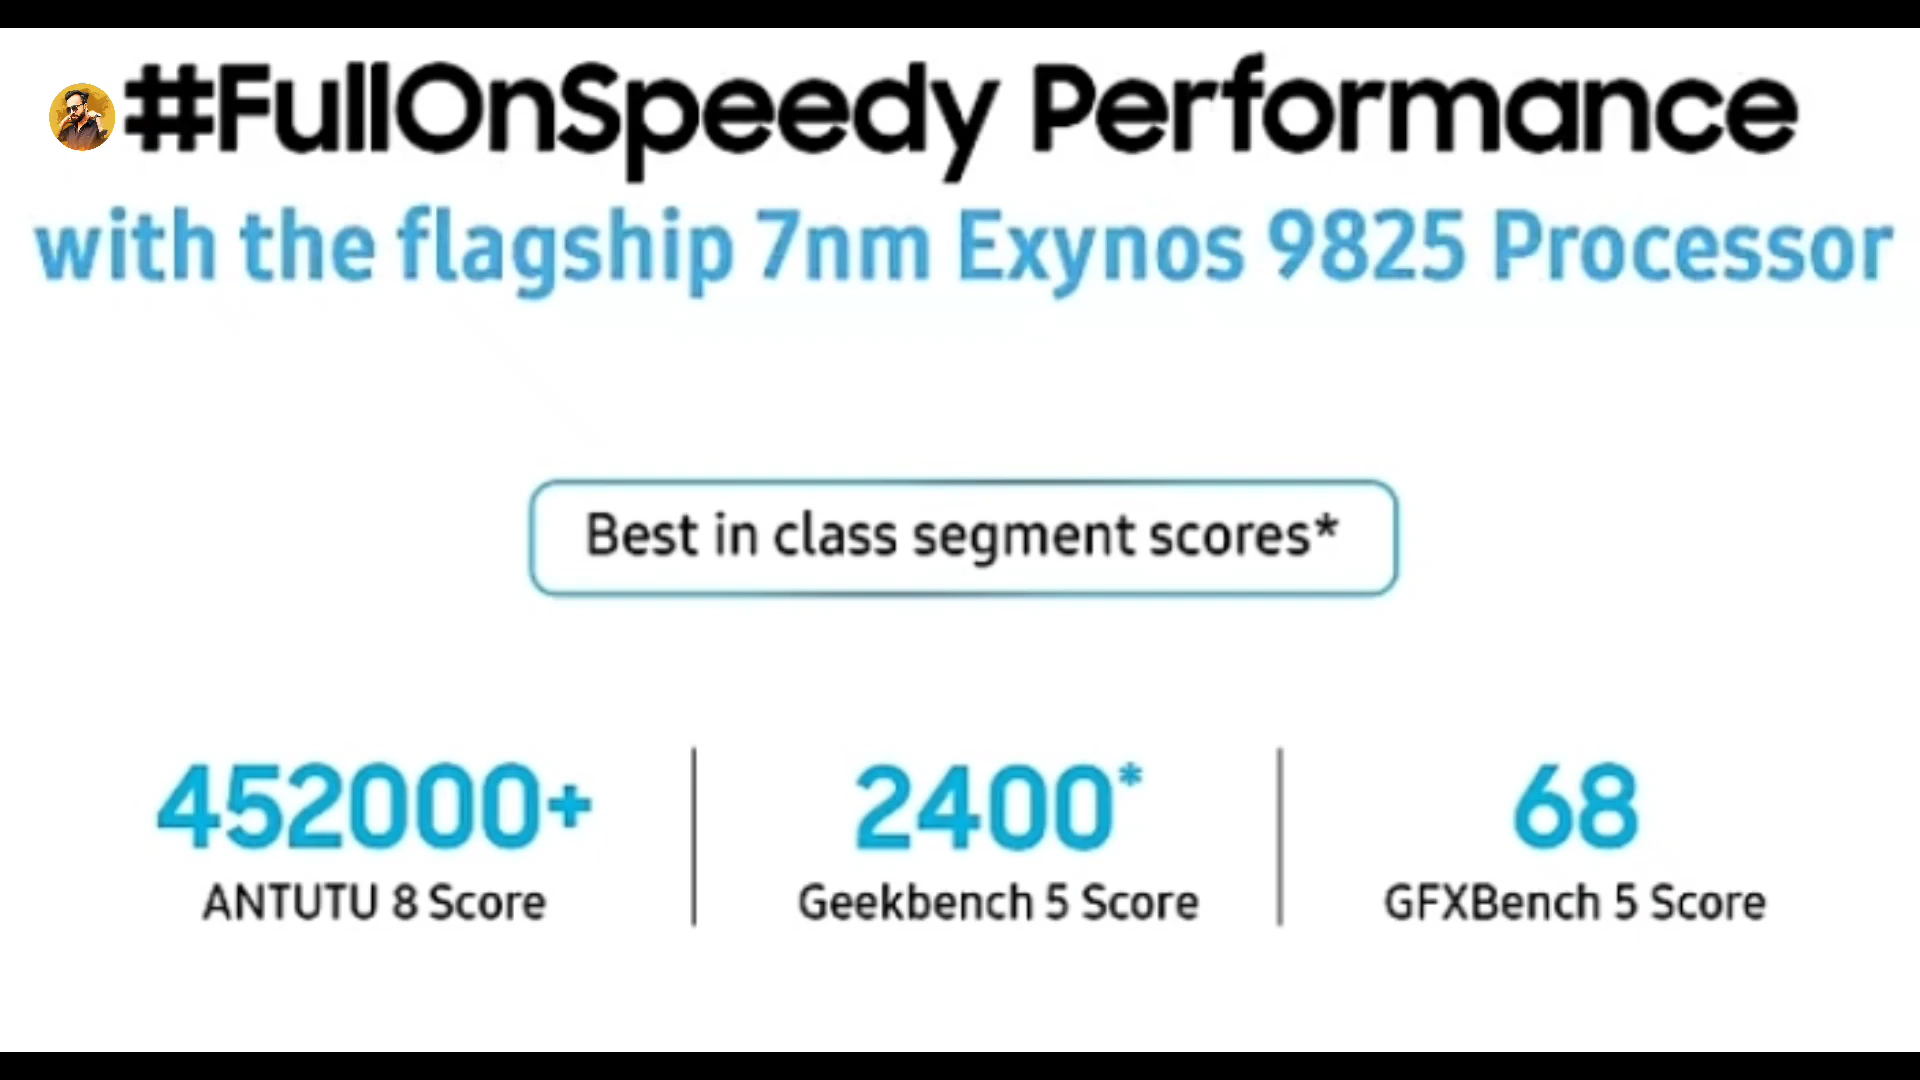 #FullOnSpeedy Performance
with the flagship 7nm Exynos 9825 Processor
Best in class segment scores*
452000+
ANTUTU 8 Score
2400*
Geekbench 5 Score
68
GFXBench 5 Score